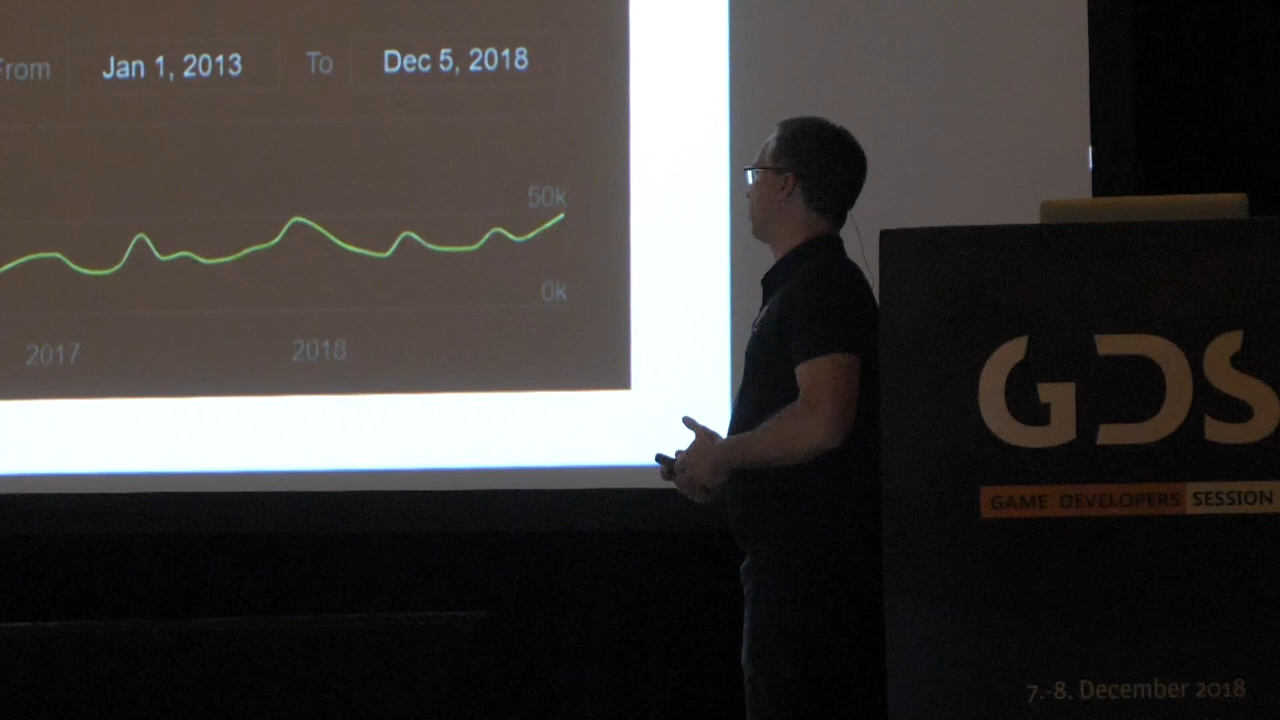 From Jan 1, 2013 To Dec 5, 2018
50k
0k
2017 2018
GDS
GAME DEVELOPERS SESSION
7.-8. December 2018